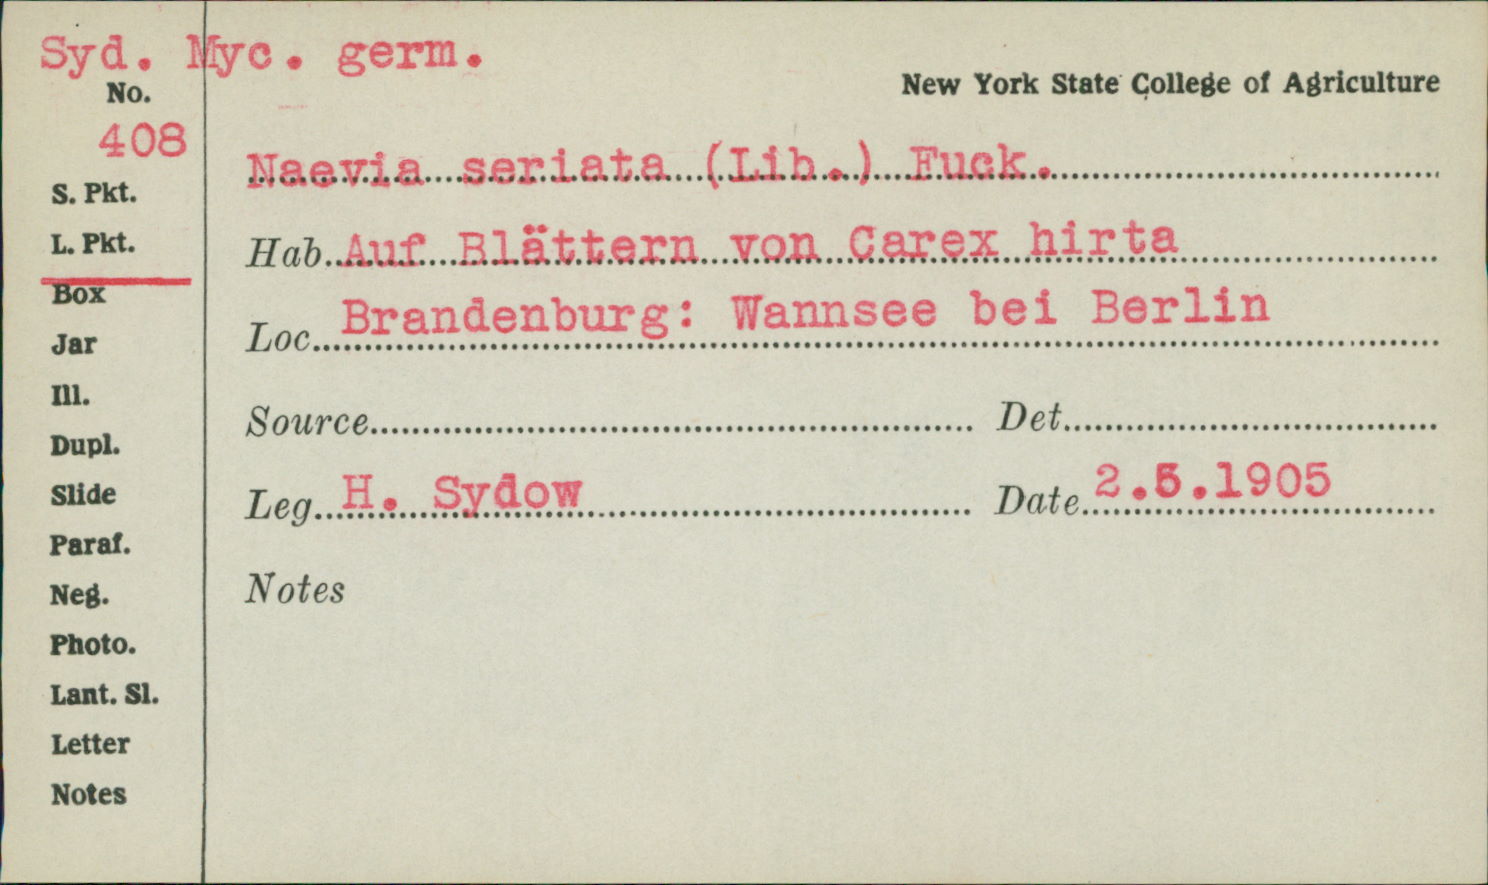 Syd. Myc. germ.
New York State College of Agriculture
No.
408
Naevia seriata (Lib.) Fuck.
S. Pkt.
L. Pkt.
Hab. Auf Blättern von Carex hirta
Box
Loc. Brandenburg: Wannsee bei Berlin
Jar
Ill.
Source Det.
Dupl.
Slide
Leg. H. Sydow Date 2.5.1905
Paraf.
Neg.
Notes
Photo.
Lant. Sl.
Letter
Notes